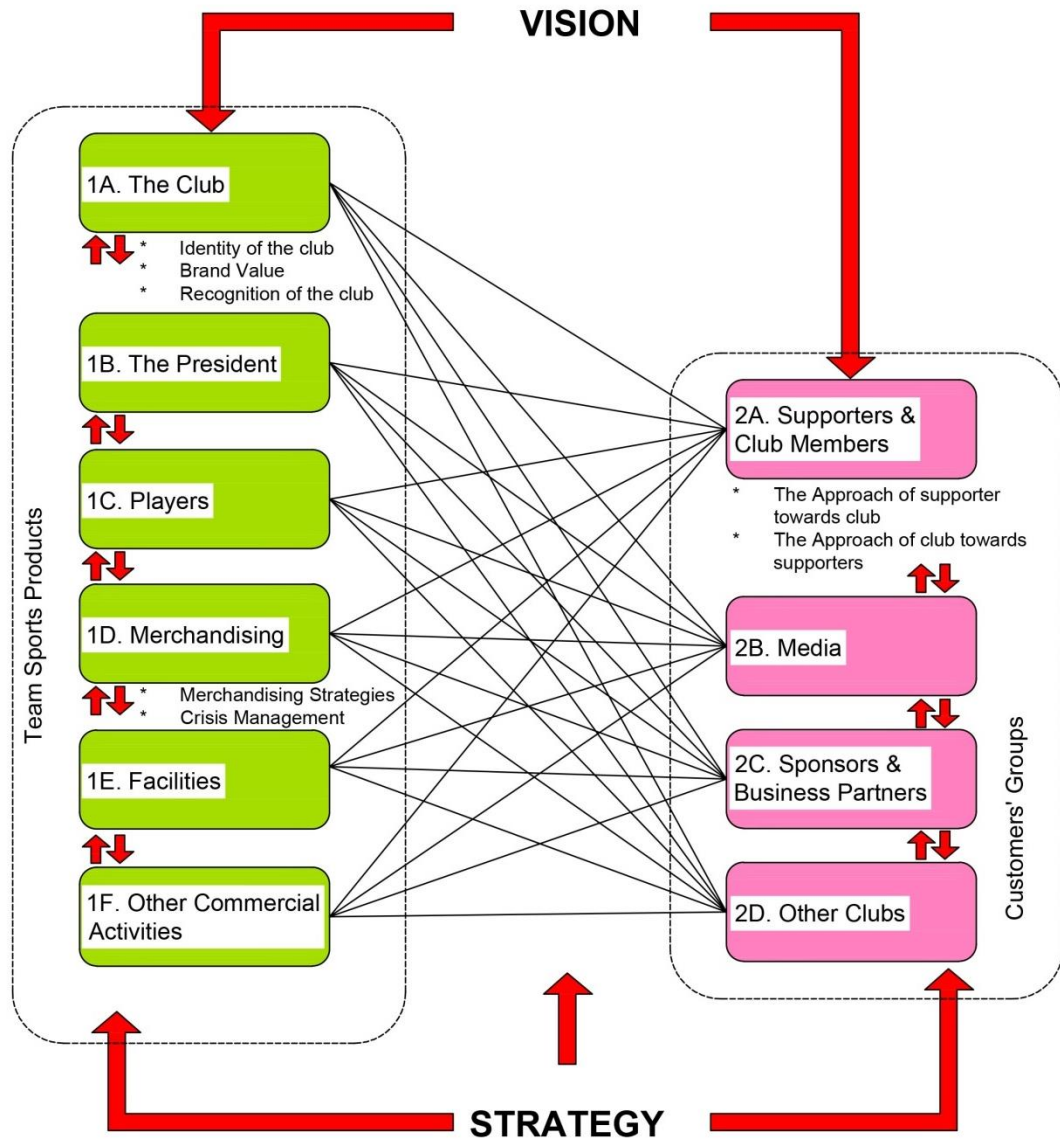 VISION
Team Sports Products
1A. The Club
* Identity of the club
* Brand Value
* Recognition of the club
1B. The President
1C. Players
1D. Merchandising
* Merchandising Strategies
* Crisis Management
1E. Facilities
1F. Other Commercial
Activities
2A. Supporters &
Club Members
* The Approach of supporter
towards club
* The Approach of club towards
supporters
2B. Media
2C. Sponsors &
Business Partners
2D. Other Clubs
Customers' Groups
STRATEGY